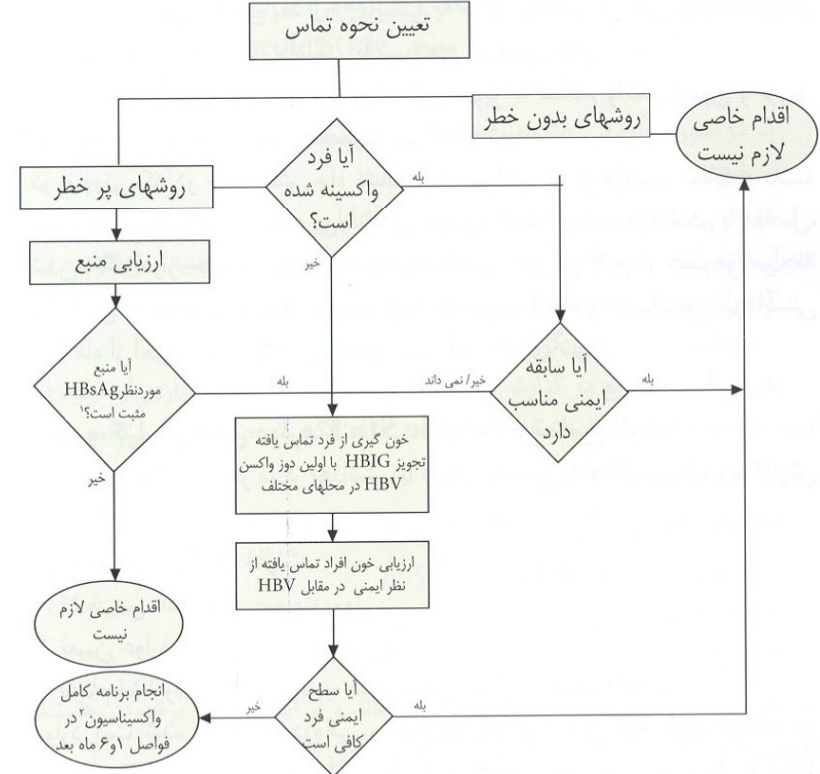 تعیین نحوه تماس
روشهای بدون خطر
اقدام خاصی
لازم نیست
آیا فرد
واکسینه شده
است؟
بله
خیر
روشهای پر خطر
ارزیابی منبع
آیا منبع
موردنظر HBsAg
مثبت است؟¹
بله
خیر
خیر/ نمی داند
آیا سابقه
ایمنی مناسب
دارد
بله
خون گیری از فرد تماس یافته
تجویز HBIG با اولین دوز واکسن
HBV در محلهای مختلف
ارزیابی خون افراد تماس یافته از
نظر ایمنی در مقابل HBV
اقدام خاصی لازم
نیست
آیا سطح
ایمنی فرد
کافی است
بله
خیر
انجام برنامه کامل
واکسیناسیون² در
فواصل ۱و۶ ماه بعد